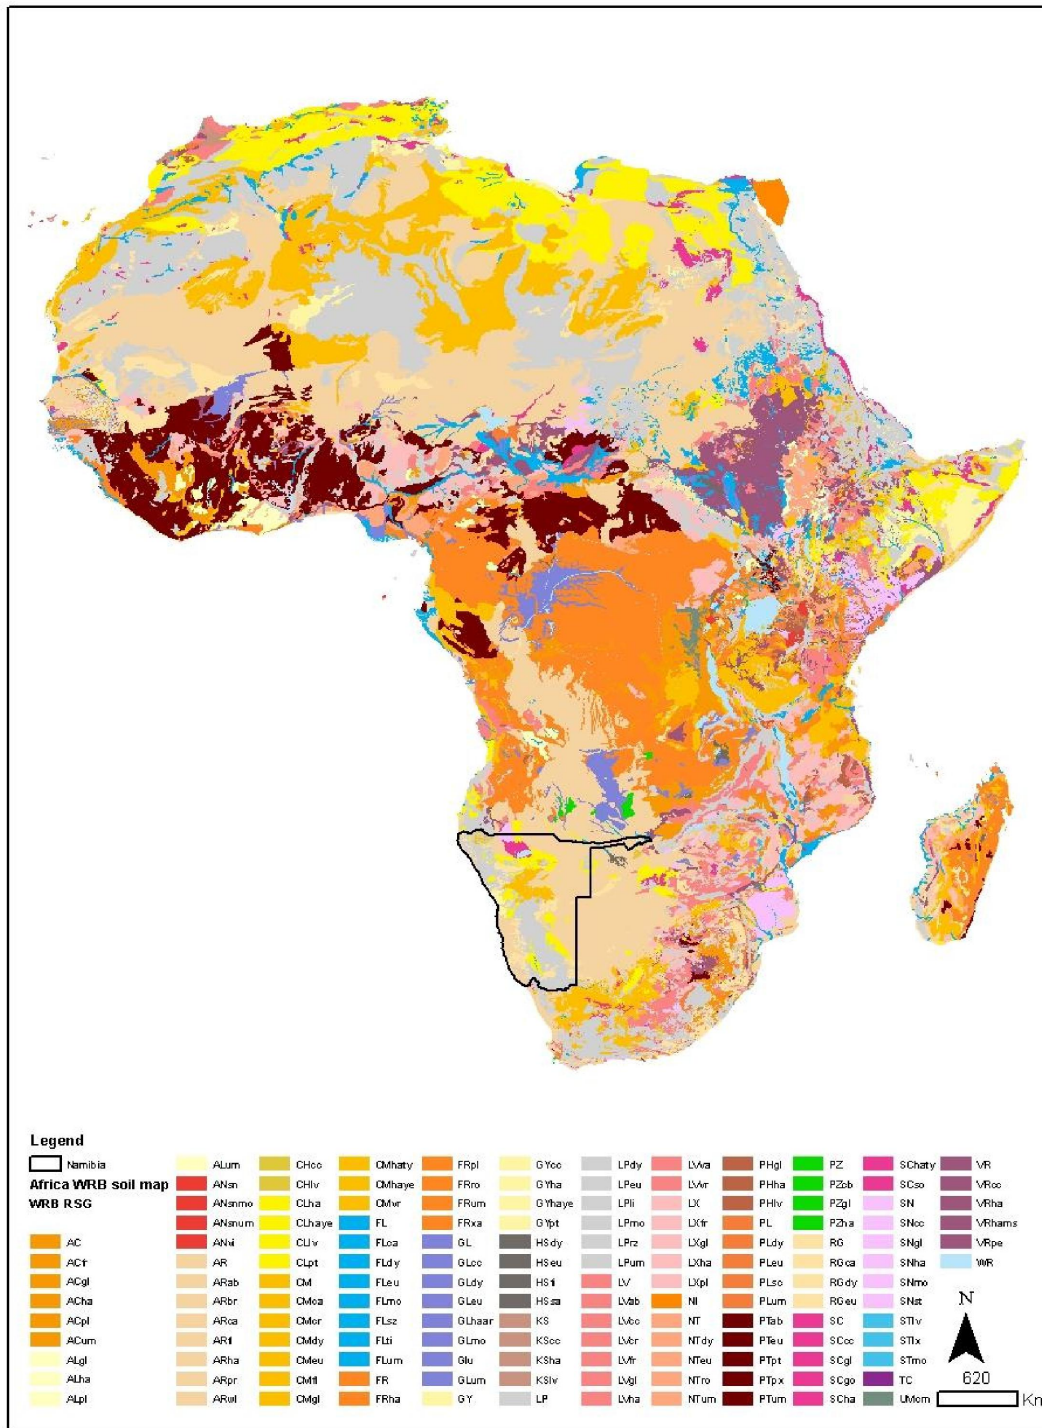 Legend
Namibia
Africa WRB soil map
WRB RSG
AC
ACfr
ACgl
ACha
ACpl
ACum
ALgl
ALha
ALpl
ALum
ANsn
ANsnmo
ANsnum
ANvi
AR
ARab
ARbr
ARca
ARfl
ARha
ARpr
ARwl
CHcc
CHlv
CLha
CLhaye
CLlv
CLpt
CM
CMca
CMcr
CMdy
CMeu
CMfl
CMgl
CMhaty
CMhaye
CMvr
FL
FLca
FLdy
FLeu
FLmo
FLsz
FLti
FLum
FR
FRha
FRpl
FRro
FRum
FRxa
GL
GLcc
GLdy
GLeu
GLhaar
GLmo
Glu
GLum
GY
GYcc
GYha
GYhaye
GYpt
HSdy
HSeu
HSfi
HSsa
KS
KScc
KSha
KSlv
LP
LPdy
LPeu
LPli
LPmo
LPrz
LPum
LV
LVab
LVcc
LVcr
LVfr
LVgl
LVha
LVva
LVvr
LX
LXfr
LXgl
LXha
LXpl
NI
NT
NTdy
NTeu
NTro
NTum
PHgl
PHha
PHlv
PL
PLdy
PLeu
PLsc
PLum
PTab
PTeu
PTpt
PTpx
PTum
PZ
PZcb
PZgl
PZha
RG
RGca
RGdy
RGeu
SC
SCcc
SCgl
SCgo
SCha
SChaty
SCso
SN
SNcc
SNgl
SNha
SNmo
SNst
STlv
STlx
STmo
TC
UMcm
VR
VRcc
VRha
VRhams
VRpe
WR
N
620
Km